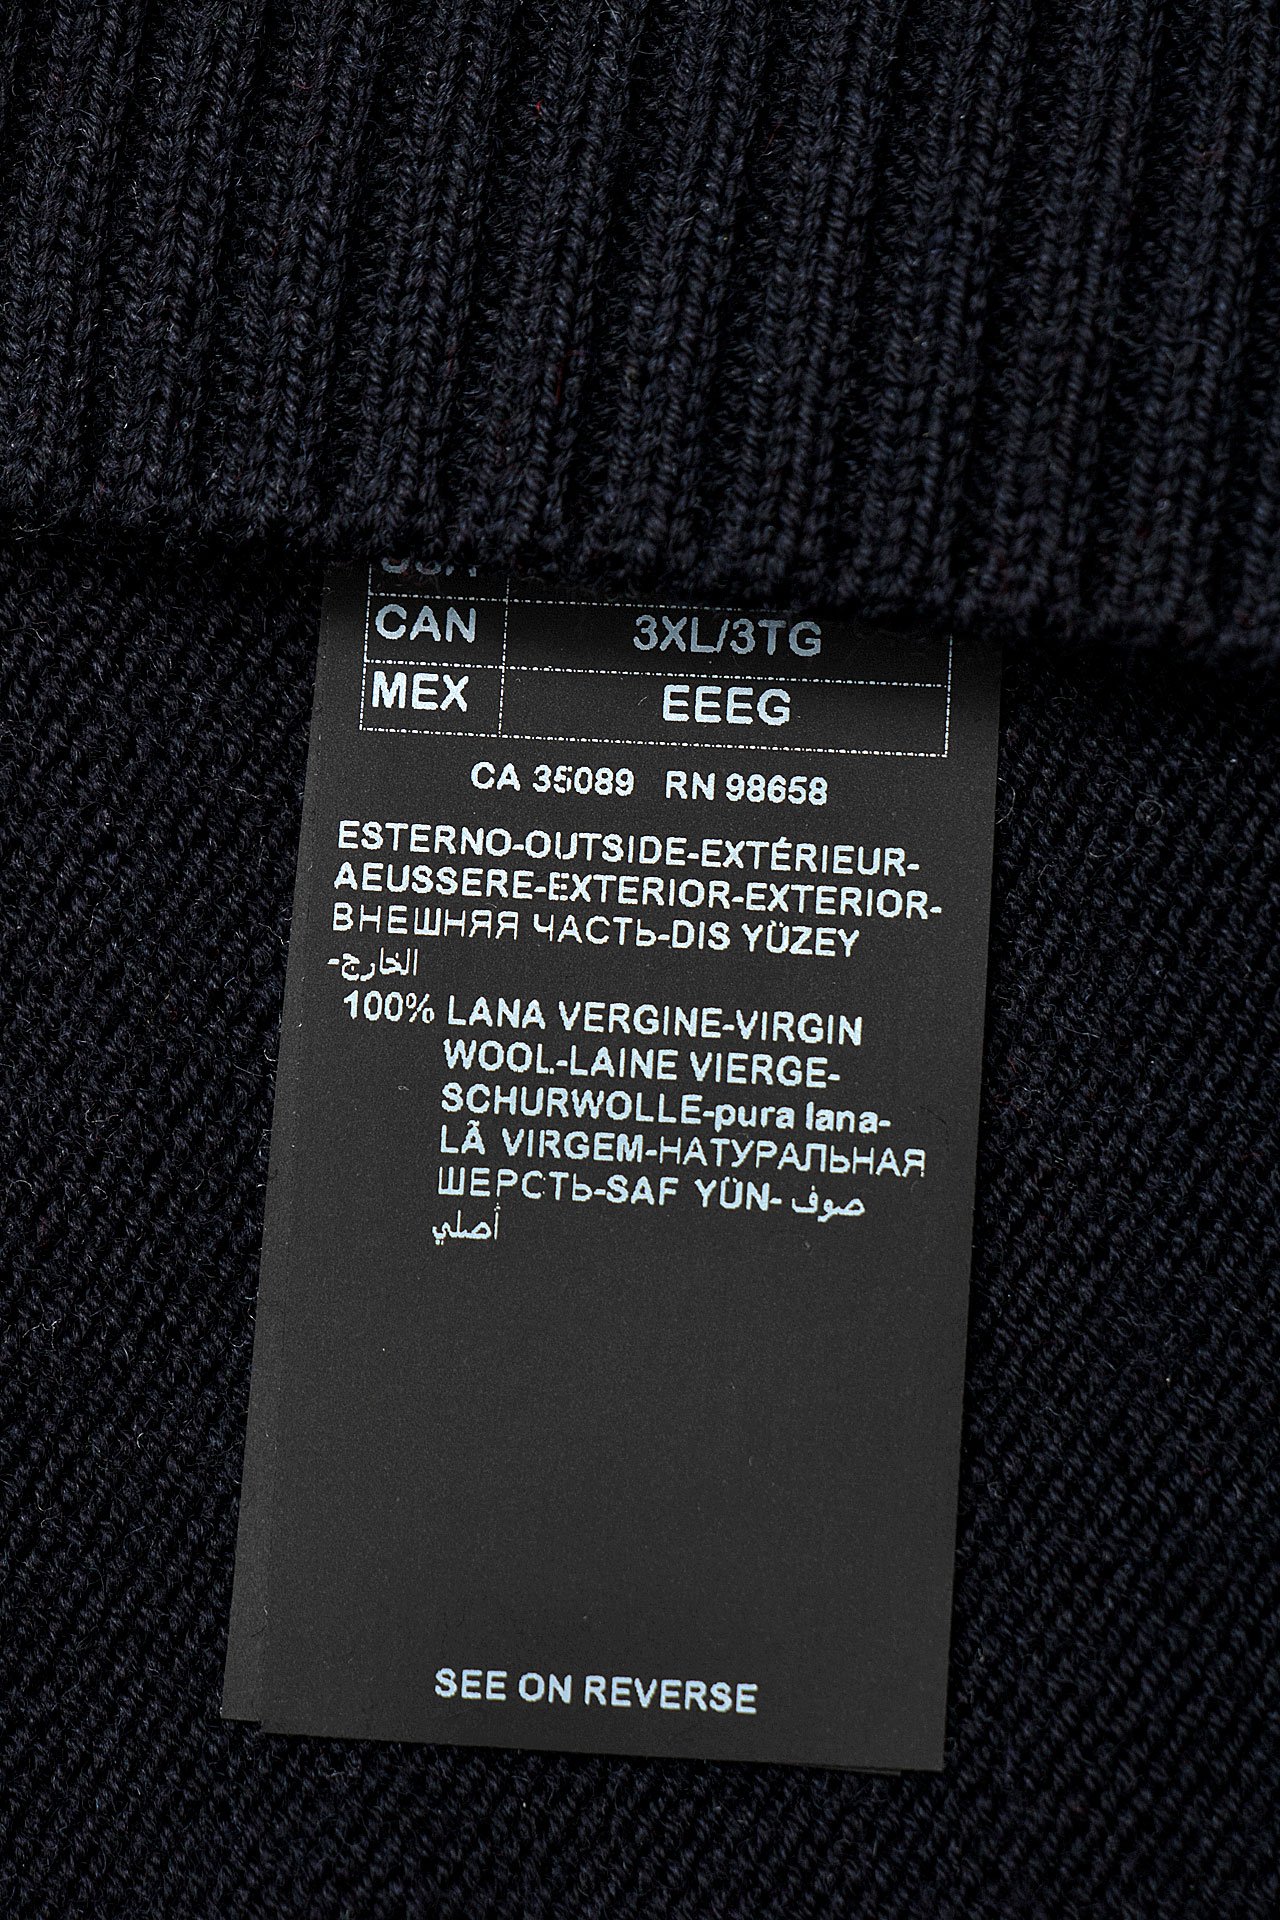 CAN 3XL/3TG
MEX EEEG
CA 35089 RN 98658
ESTERNO-OUTSIDE-EXTÉRIEUR-
AEUSSERE-EXTERIOR-EXTERIOR-
ВНЕШНЯЯ ЧАСТЬ-DIS YÜZEY
-الخارج
100% LANA VERGINE-VIRGIN
WOOL-LAINE VIERGE-
SCHURWOLLE-pura lana-
LÃ VIRGEM-НАТУРАЛЬНАЯ
ШЕРСТЬ-SAF YÜN- صوف
أصلي
SEE ON REVERSE